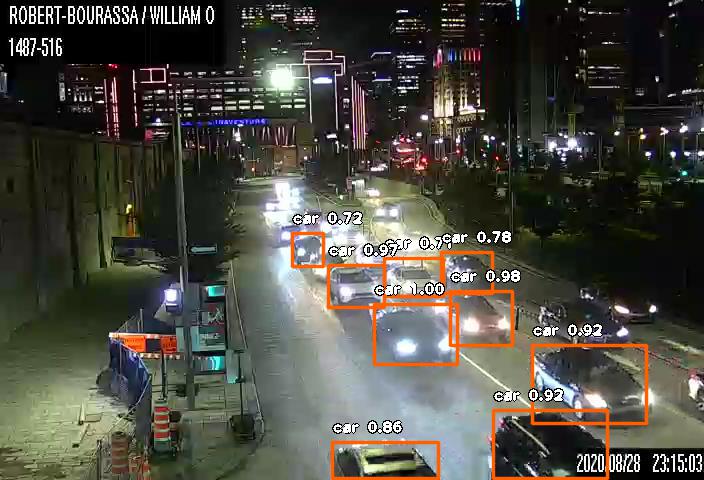 ROBERT-BOURASSA / WILLIAM O
1487-516
BONAVENTURE
car 0.72
car 0.78
car 0.97
car 1.00
car 0.98
car 0.92
car 0.92
car 0.86
2020/08/28 23:15:03